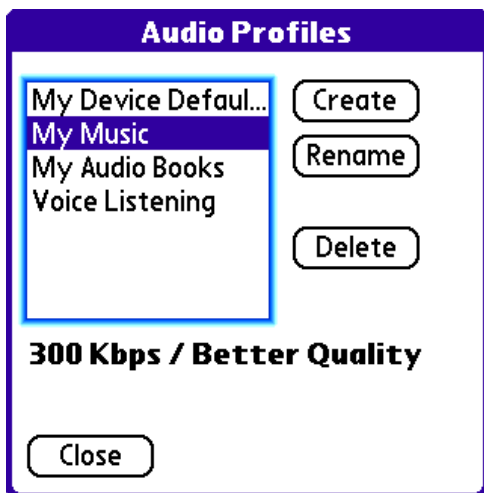 Audio Profiles
My Device Defaul...
My Music
My Audio Books
Voice Listening
Create
Rename
Delete
300 Kbps / Better Quality
Close